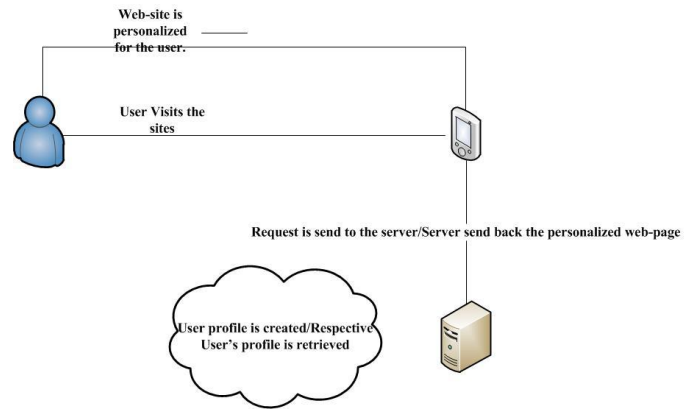 Web-site is
personalized
for the user.
User Visits the
sites
Request is send to the server/Server send back the personalized web-page
User profile is created/Respective
User's profile is retrieved